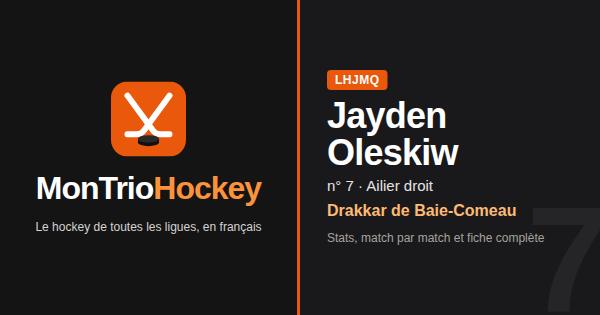 MonTrioHockey
Le hockey de toutes les ligues, en français
LHJMQ
Jayden
Oleskiw
n° 7 · Ailier droit
Drakkar de Baie-Comeau
Stats, match par match et fiche complète
7